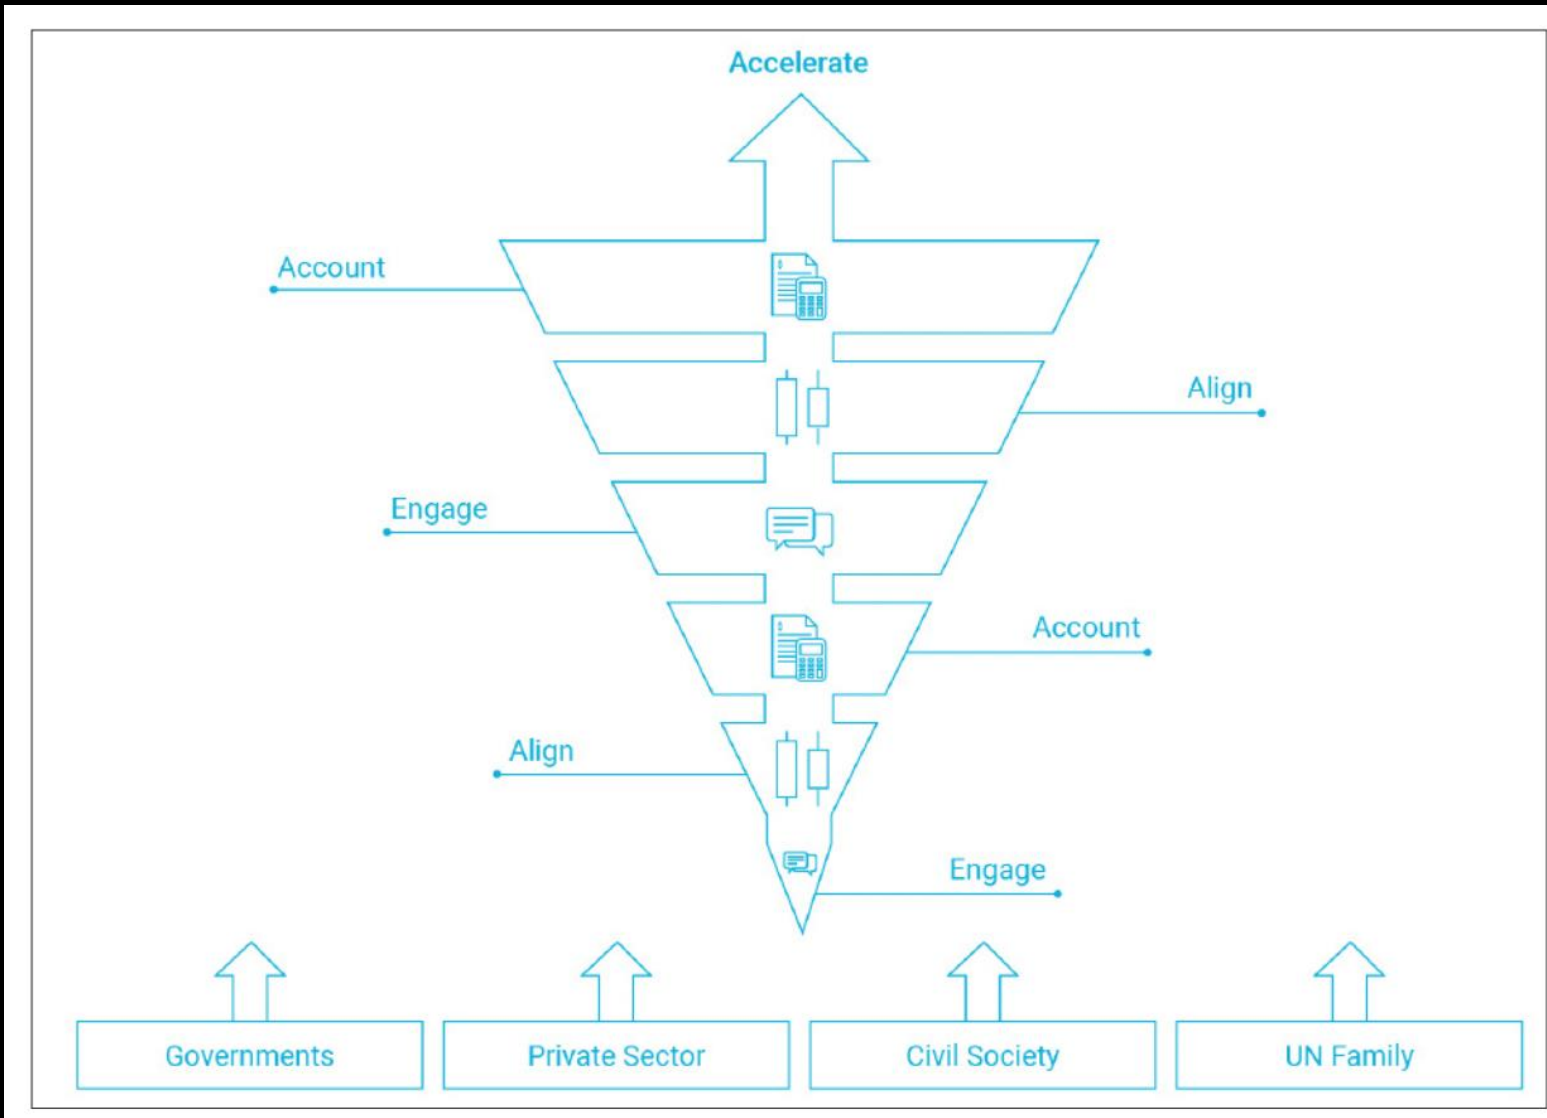 Accelerate
Account
Align
Engage
Account
Align
Engage
Governments
Private Sector
Civil Society
UN Family